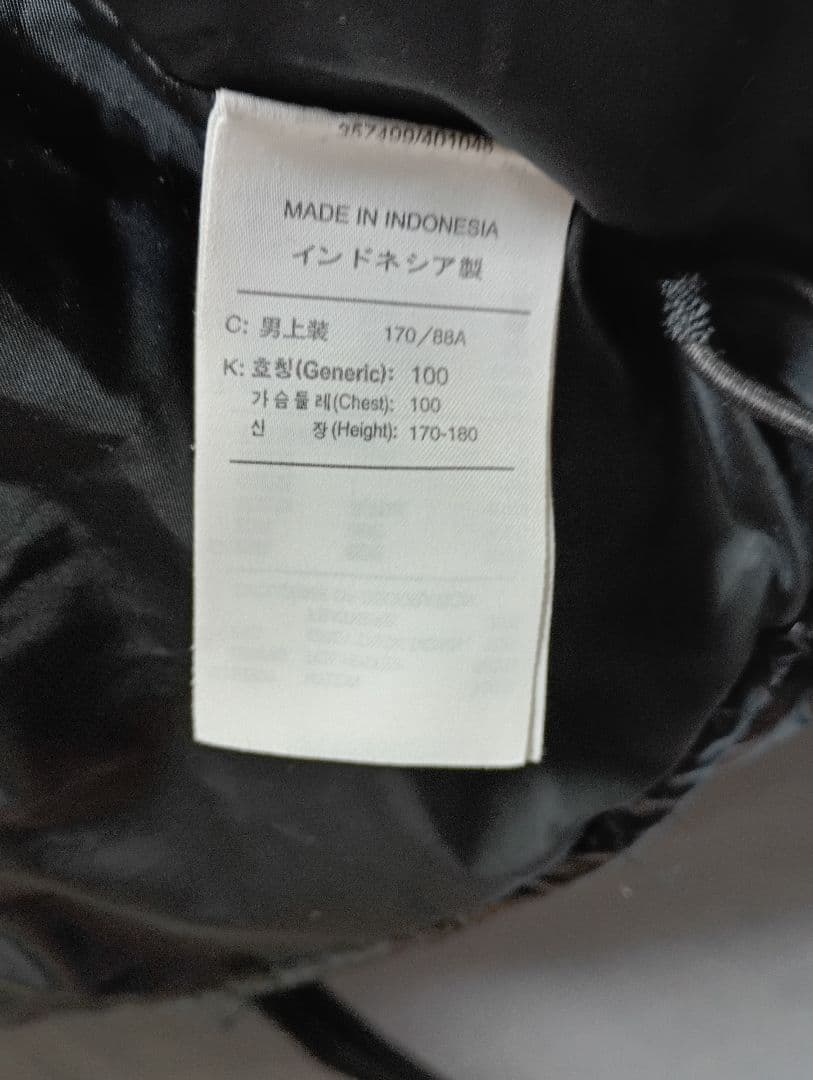 MADE IN INDONESIA
インドネシア製
C: 男上装 170/88A
K: 호칭(Generic): 100
가슴둘레(Chest): 100
신 장(Height): 170-180